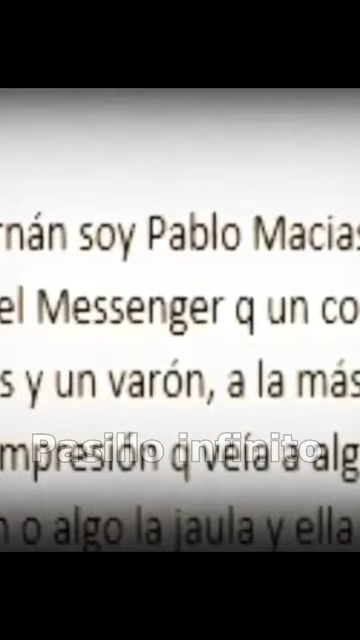 rnán soy Pablo Macias
el Messenger q un co
s y un varón, a la más
mpresión q veía a alg
Pasillo infinito
n o algo la jaula y ella